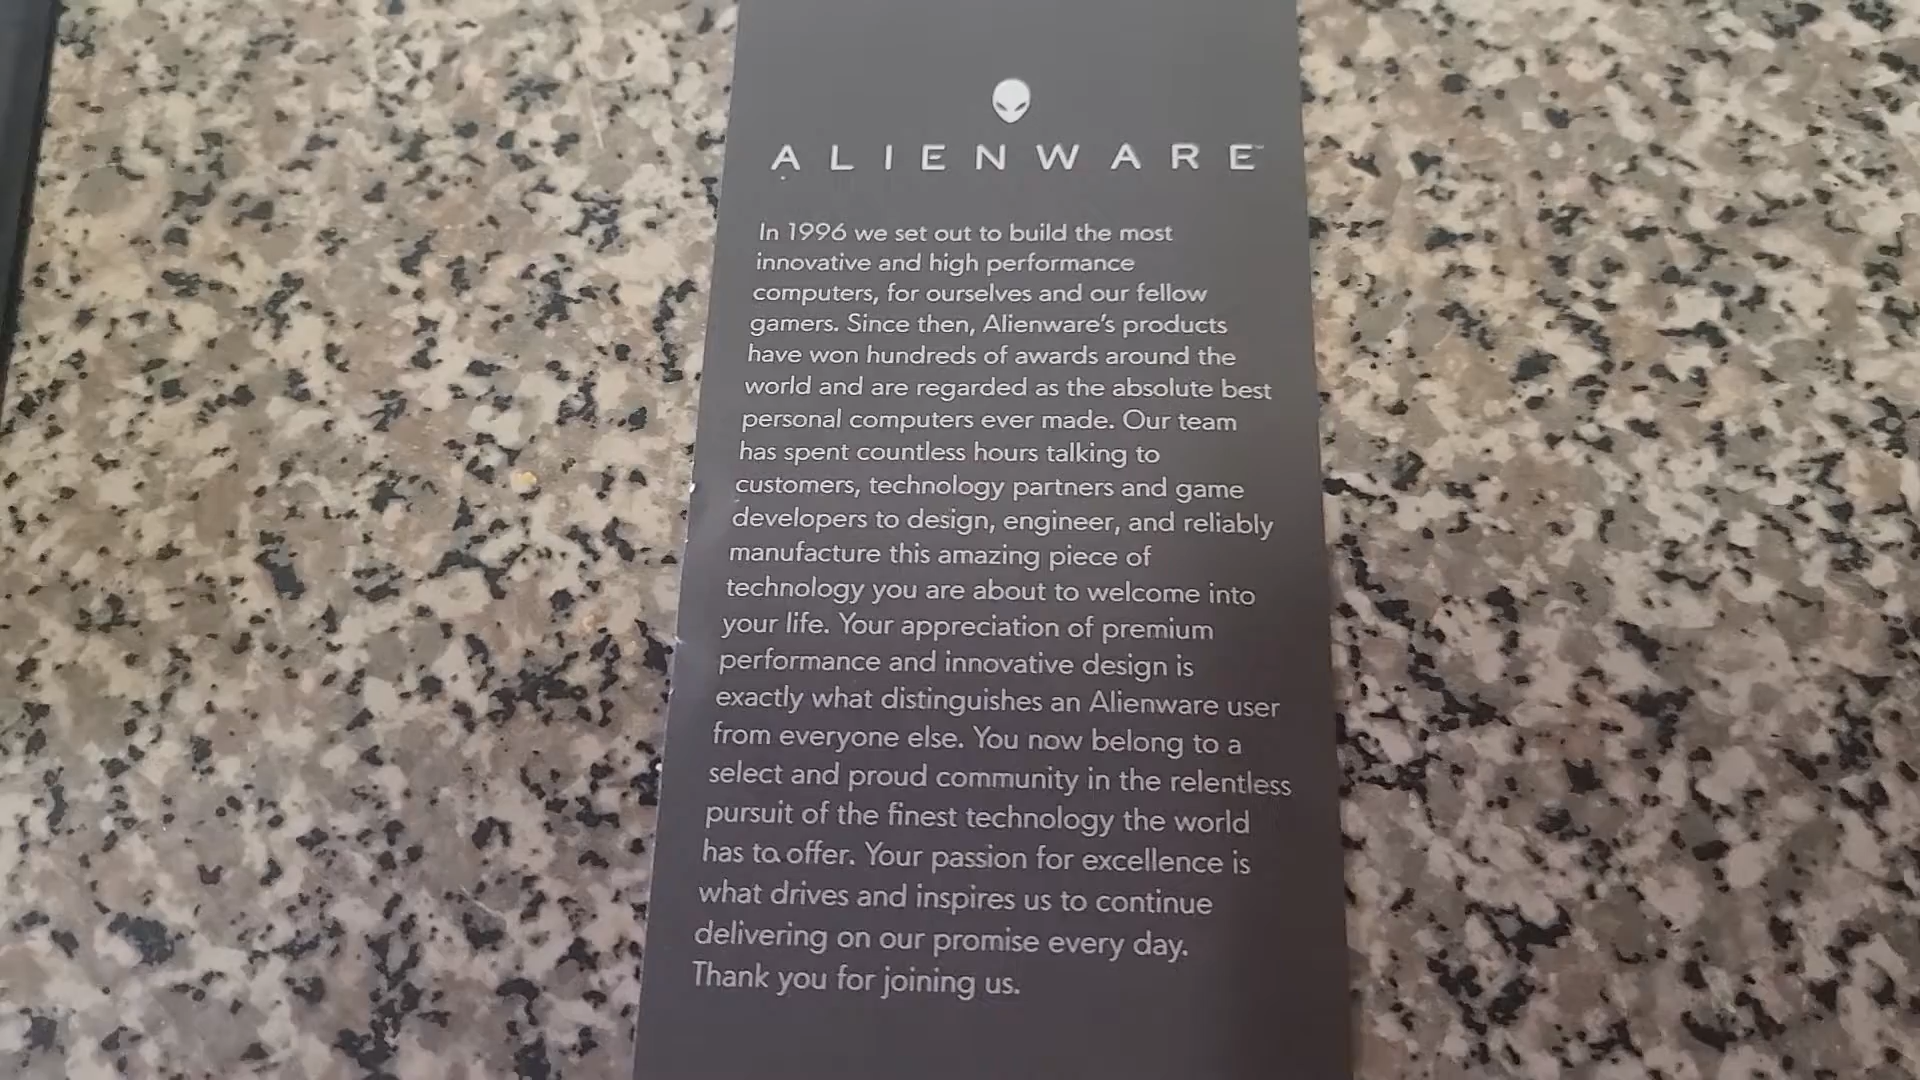 ALIENWARE™
In 1996 we set out to build the most
innovative and high performance
computers, for ourselves and our fellow
gamers. Since then, Alienware's products
have won hundreds of awards around the
world and are regarded as the absolute best
personal computers ever made. Our team
has spent countless hours talking to
customers, technology partners and game
developers to design, engineer, and reliably
manufacture this amazing piece of
technology you are about to welcome into
your life. Your appreciation of premium
performance and innovative design is
exactly what distinguishes an Alienware user
from everyone else. You now belong to a
select and proud community in the relentless
pursuit of the finest technology the world
has to offer. Your passion for excellence is
what drives and inspires us to continue
delivering on our promise every day.
Thank you for joining us.